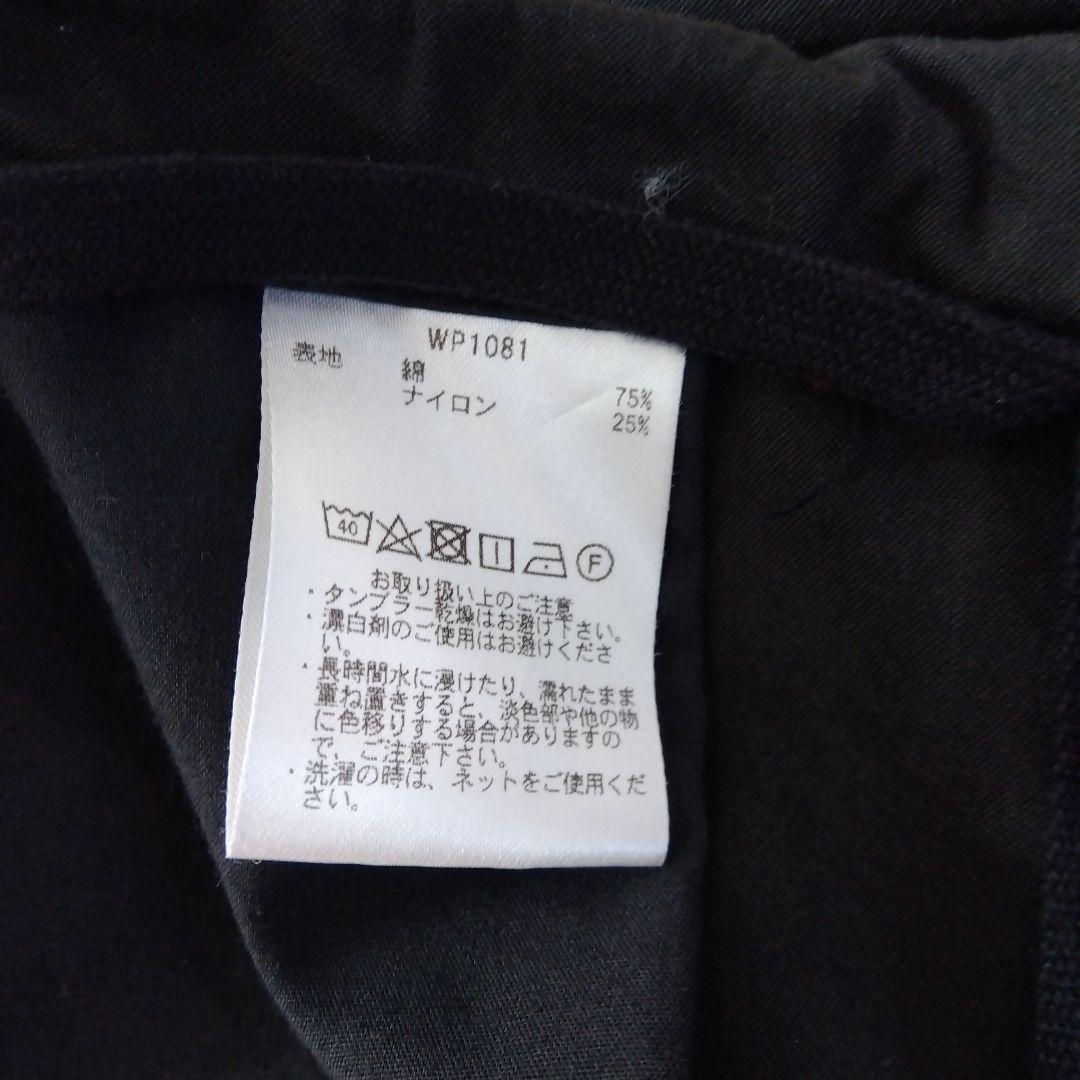 WP1081
表地 綿 75%
ナイロン 25%
40 F
お取り扱い上のご注意
・タンブラー乾燥はお避け下さい。
・漂白剤のご使用はお避けくださ
い。
・長時間水に浸けたり、濡れたまま
重ね置きすると、淡色部や他の物
に色移りする場合がありますの
で、ご注意下さい。
・洗濯の時は、ネットをご使用くだ
さい。